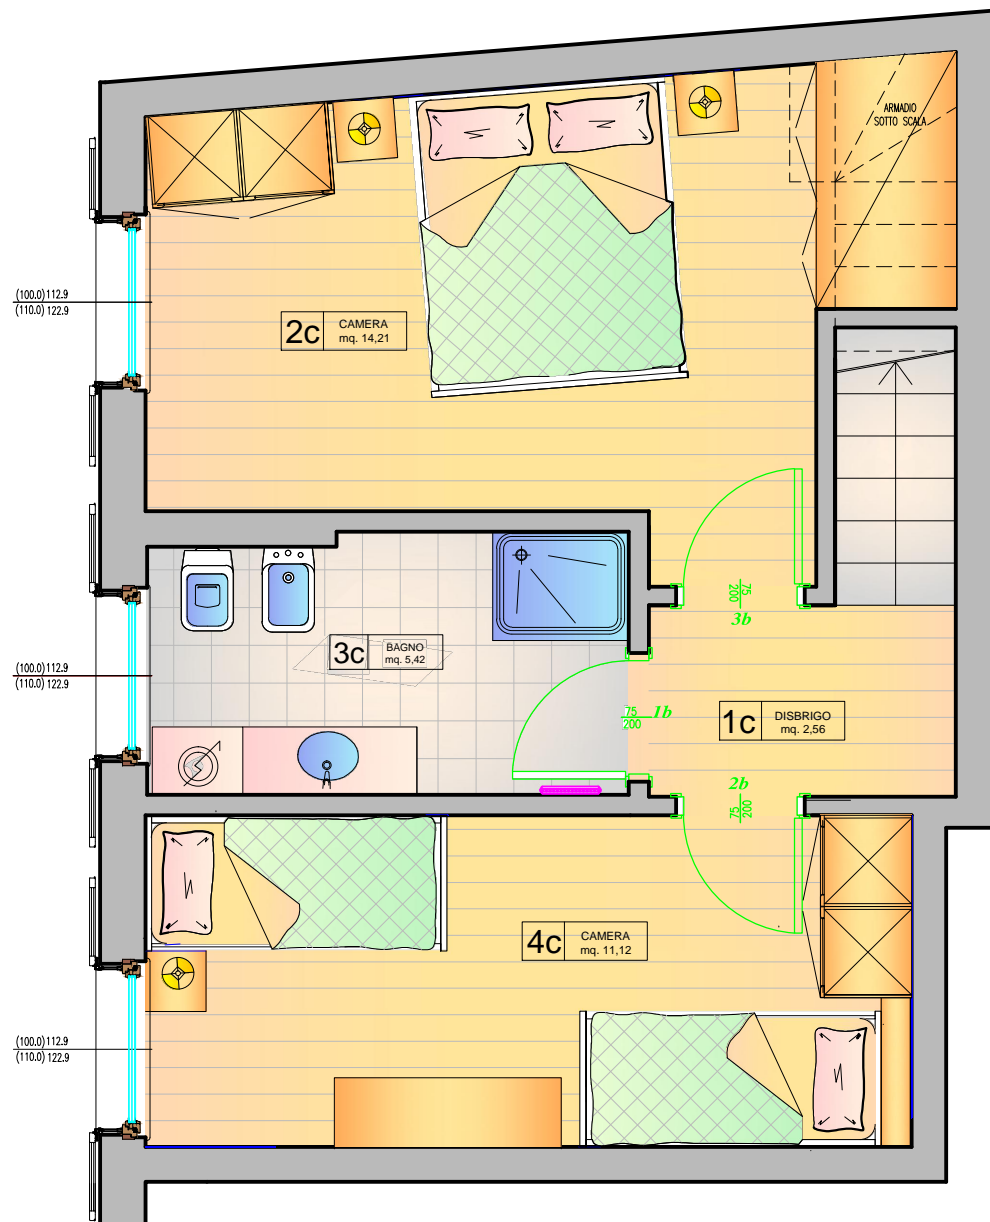 ARMADIO
SOTTO SCALA
(100.0) 112.9
(110.0) 122.9
2c CAMERA
mq. 14,21
75
200
3b
3c BAGNO
mq. 5,42
(100.0) 112.9
(110.0) 122.9
75
200
1b
1c DISBRIGO
mq. 2,56
2b
75
200
4c CAMERA
mq. 11,12
(100.0) 112.9
(110.0) 122.9